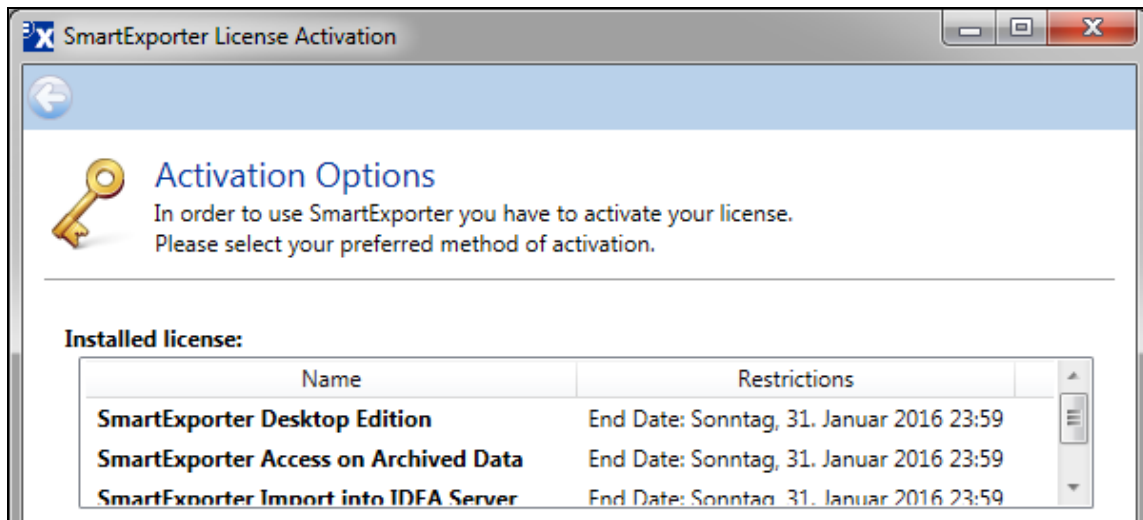 SmartExporter License Activation
Activation Options
In order to use SmartExporter you have to activate your license.
Please select your preferred method of activation.
Installed license:
Name Restrictions
SmartExporter Desktop Edition End Date: Sonntag, 31. Januar 2016 23:59
SmartExporter Access on Archived Data End Date: Sonntag, 31. Januar 2016 23:59
SmartExporter Import into IDEA Server End Date: Sonntag, 31. Januar 2016 23:59